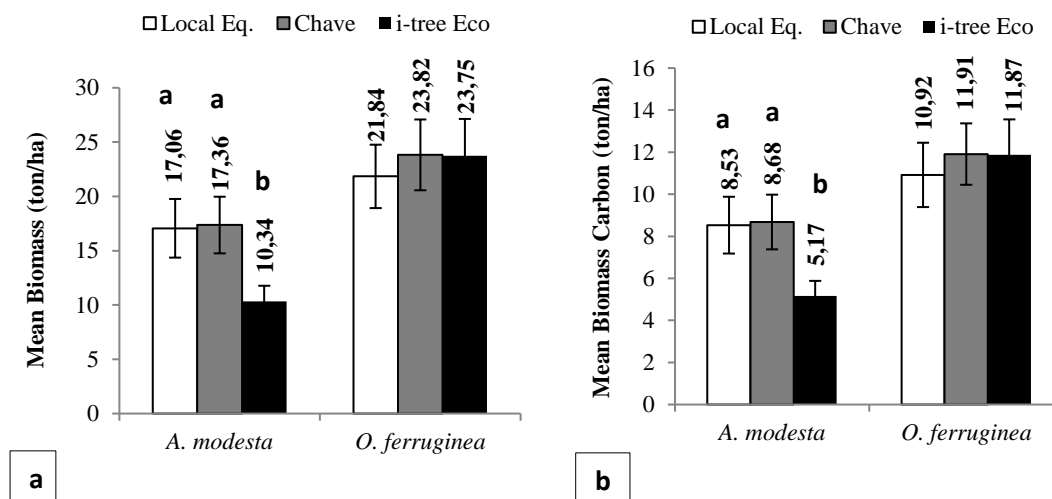 Local Eq. Chave i-tree Eco
Mean Biomass (ton/ha)
30
25
20
15
10
5
0
a
17,06
a
17,36
b
10,34
21,84
23,82
23,75
A. modesta
O. ferruginea
a
Local Eq. Chave i-tree Eco
Mean Biomass Carbon (ton/ha)
16
14
12
10
8
6
4
2
0
a
8,53
a
8,68
b
5,17
10,92
11,91
11,87
A. modesta
O. ferruginea
b